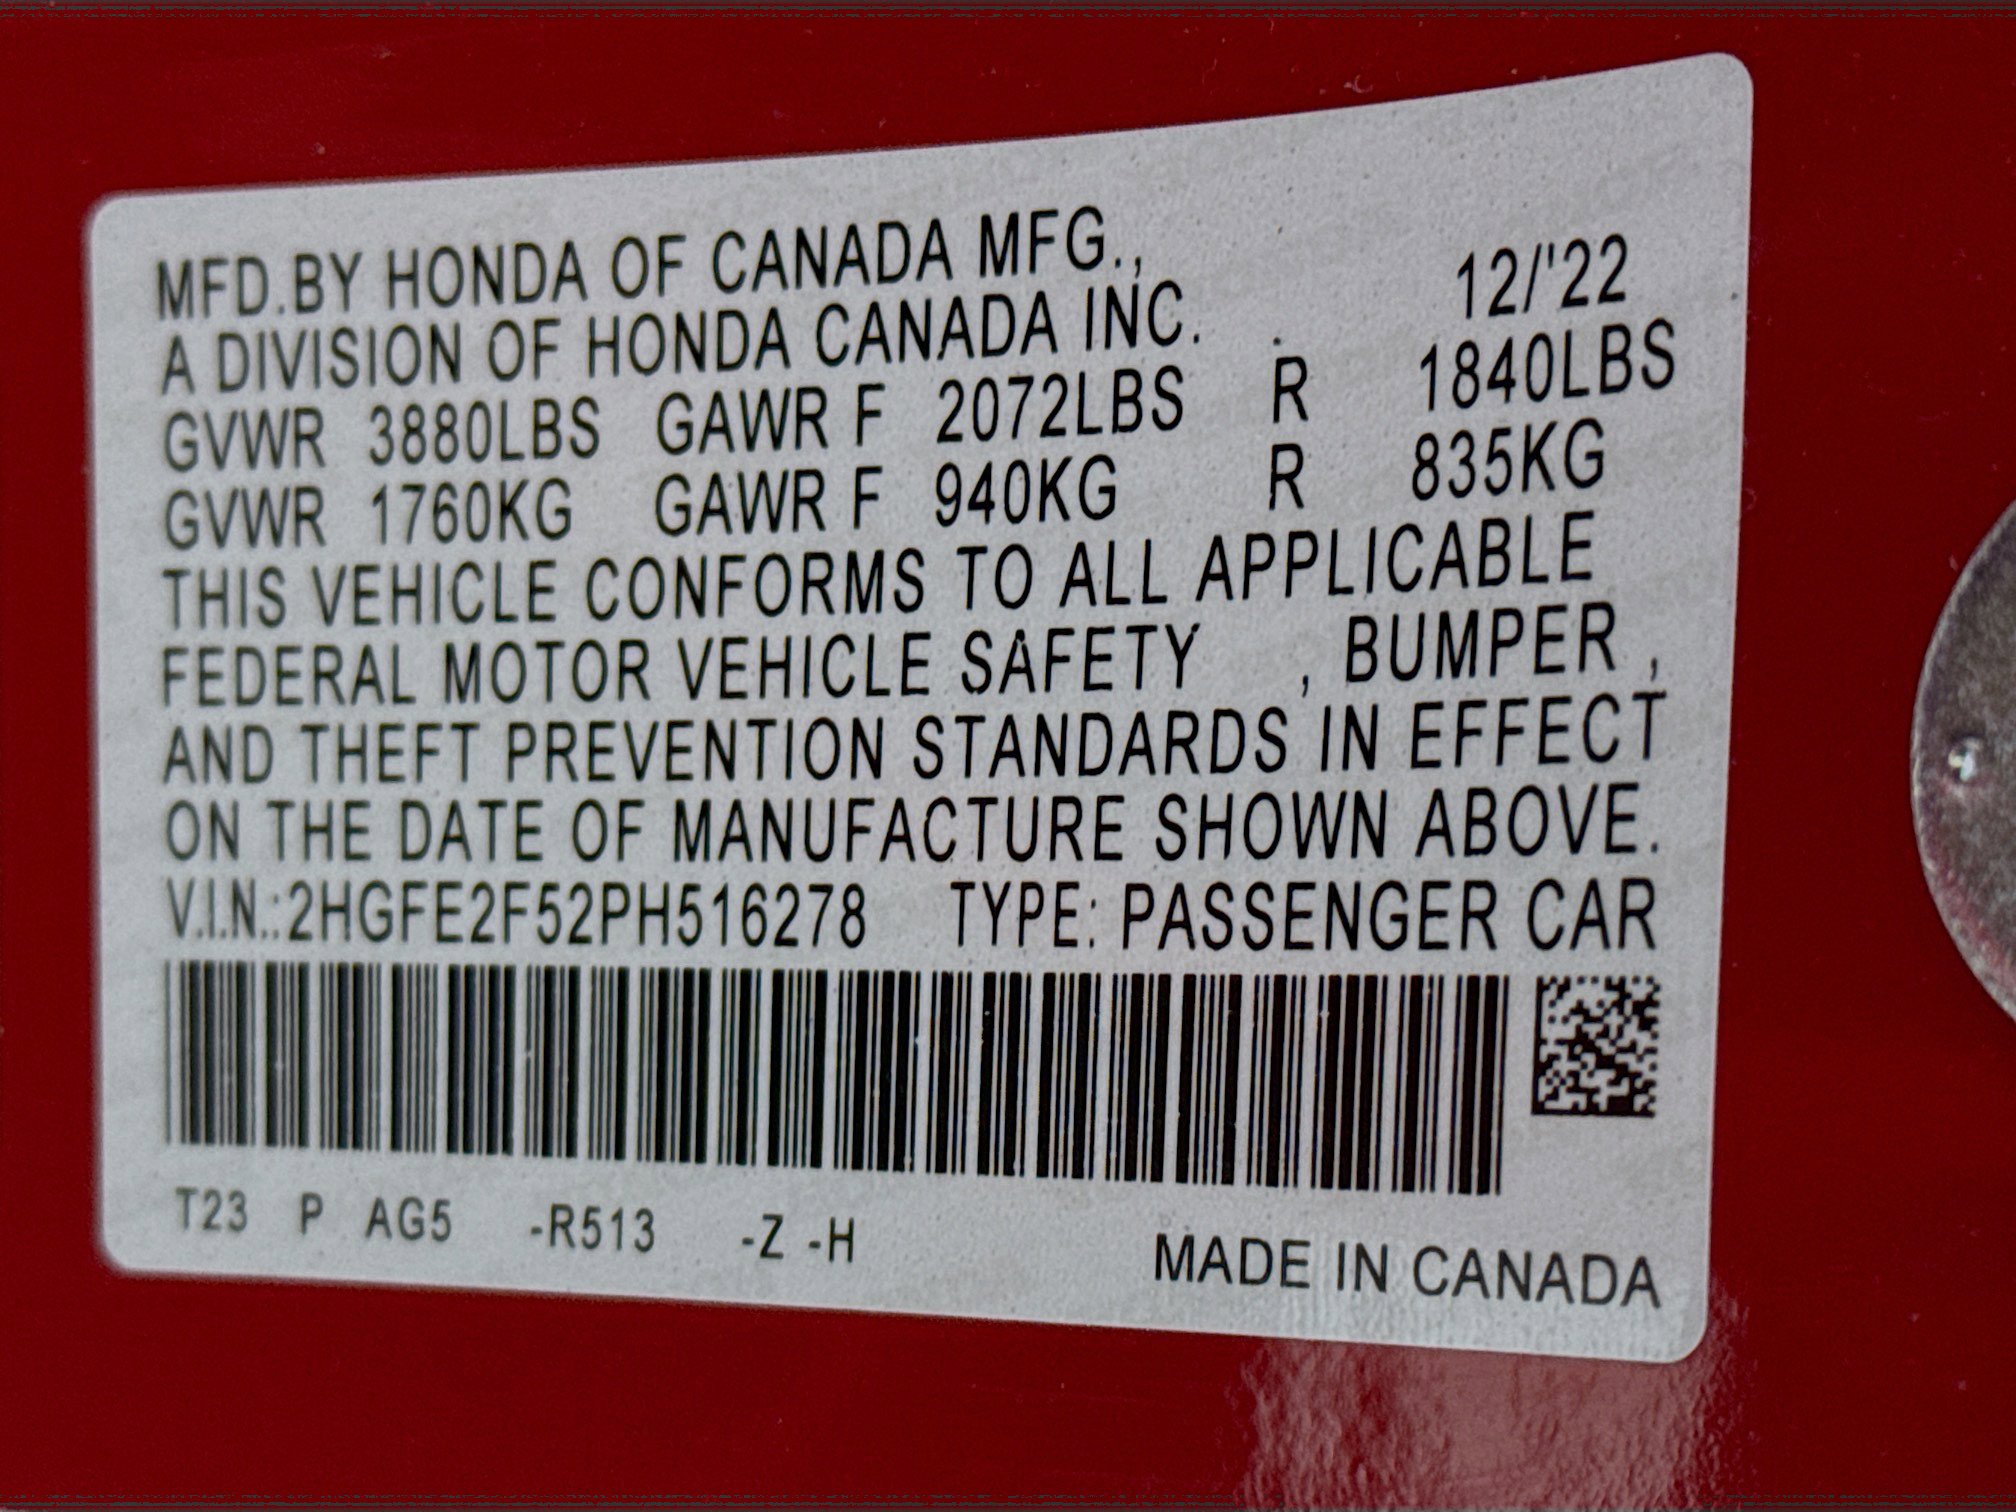 MFD.BY HONDA OF CANADA MFG.,
A DIVISION OF HONDA CANADA INC. . 12/'22
GVWR 3880LBS GAWR F 2072LBS R 1840LBS
GVWR 1760KG GAWR F 940KG R 835KG
THIS VEHICLE CONFORMS TO ALL APPLICABLE
FEDERAL MOTOR VEHICLE SAFETY , BUMPER ,
AND THEFT PREVENTION STANDARDS IN EFFECT
ON THE DATE OF MANUFACTURE SHOWN ABOVE.
V.I.N.:2HGFE2F52PH516278 TYPE: PASSENGER CAR
T23 P AG5 -R513 -Z -H
MADE IN CANADA